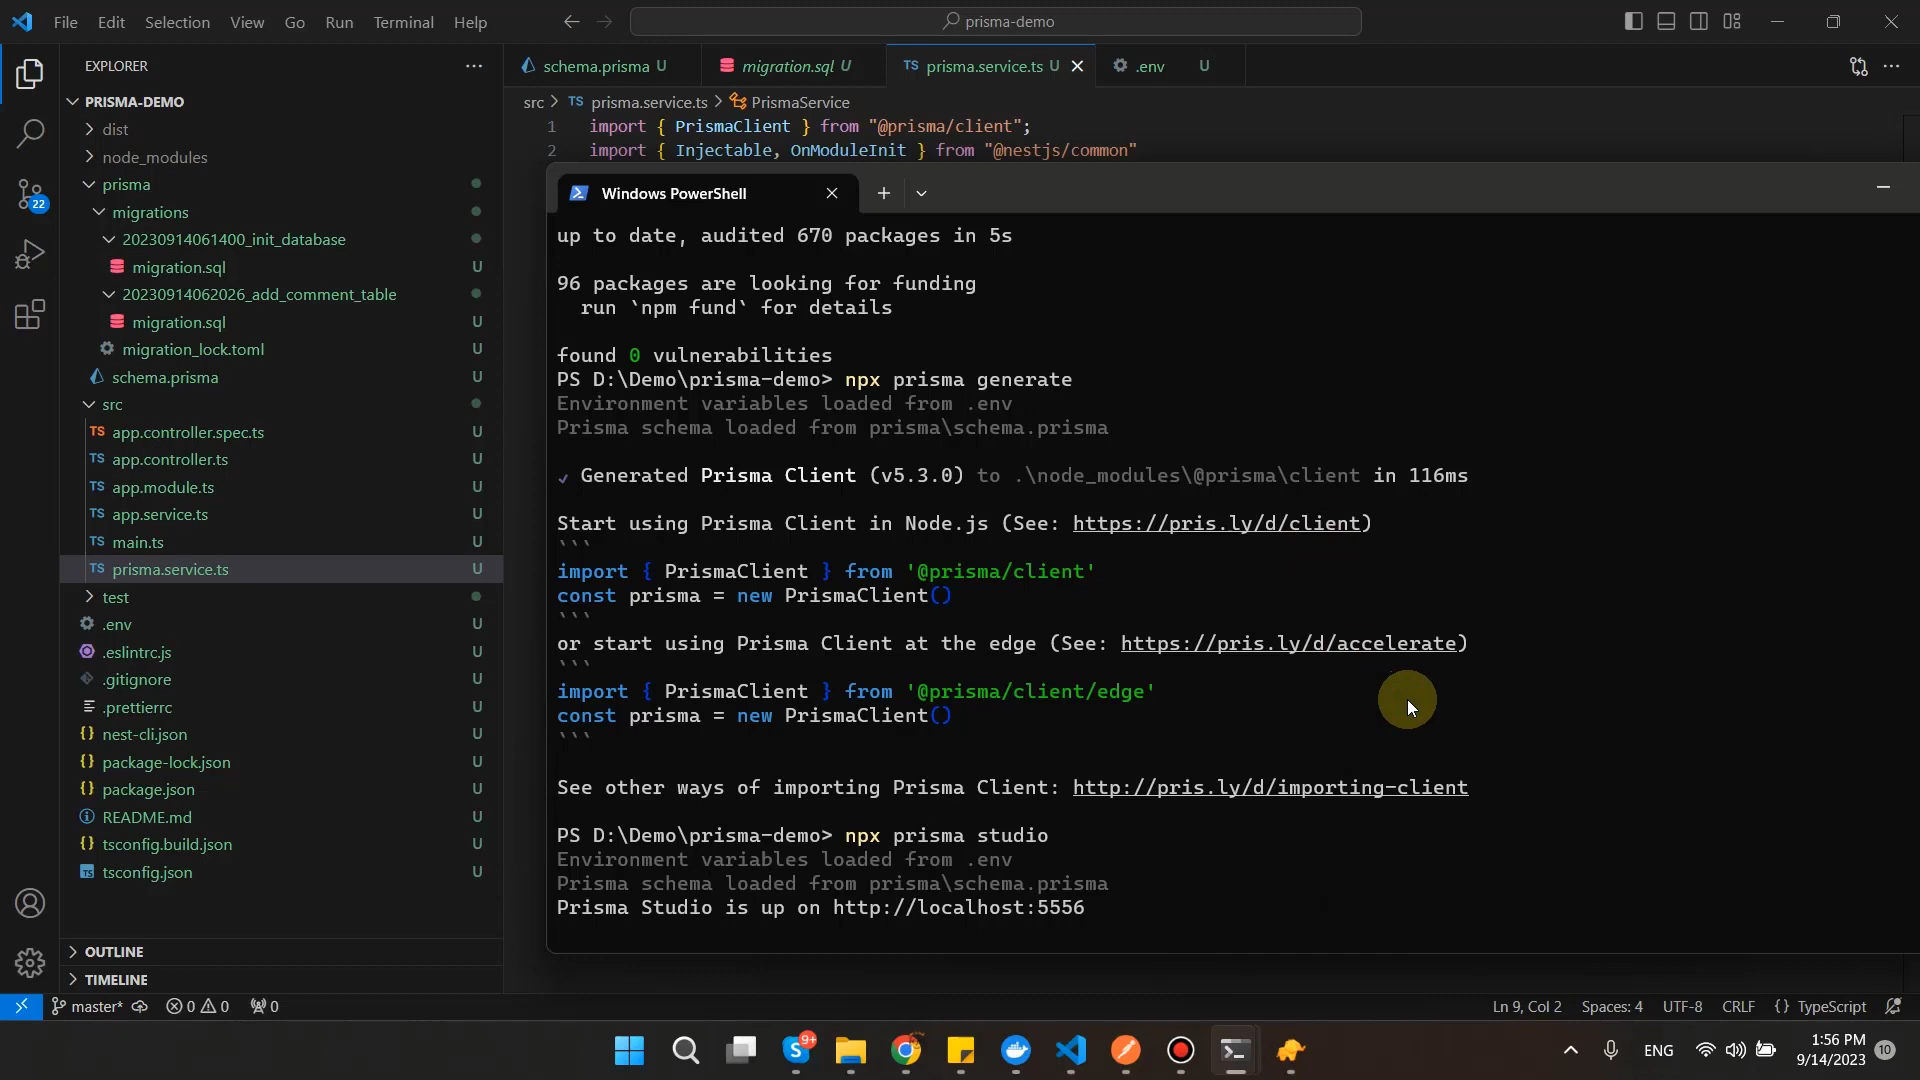 File Edit Selection View Go Run Terminal Help
prisma-demo
EXPLORER
schema.prisma U
migration.sql U
TS prisma.service.ts U
.env U
PRISMA-DEMO
dist
node_modules
prisma
migrations
20230914061400_init_database
migration.sql U
20230914062026_add_comment_table
migration.sql U
migration_lock.toml U
schema.prisma U
src
TS app.controller.spec.ts U
TS app.controller.ts U
TS app.module.ts U
TS app.service.ts U
TS main.ts U
TS prisma.service.ts U
test
.env U
.eslintrc.js U
.gitignore U
.prettierrc U
{} nest-cli.json U
{} package-lock.json U
{} package.json U
README.md U
{} tsconfig.build.json U
TS tsconfig.json U
OUTLINE
TIMELINE
22
src > TS prisma.service.ts > PrismaService
1 import { PrismaClient } from "@prisma/client";
2 import { Injectable, OnModuleInit } from "@nestjs/common"
Windows PowerShell
up to date, audited 670 packages in 5s
96 packages are looking for funding
run `npm fund` for details
found 0 vulnerabilities
PS D:\Demo\prisma-demo> npx prisma generate
Environment variables loaded from .env
Prisma schema loaded from prisma\schema.prisma
✔ Generated Prisma Client (v5.3.0) to .\node_modules\@prisma\client in 116ms
Start using Prisma Client in Node.js (See: https://pris.ly/d/client)
```
import { PrismaClient } from '@prisma/client'
const prisma = new PrismaClient()
```
or start using Prisma Client at the edge (See: https://pris.ly/d/accelerate)
```
import { PrismaClient } from '@prisma/client/edge'
const prisma = new PrismaClient()
```
See other ways of importing Prisma Client: http://pris.ly/d/importing-client
PS D:\Demo\prisma-demo> npx prisma studio
Environment variables loaded from .env
Prisma schema loaded from prisma\schema.prisma
Prisma Studio is up on http://localhost:5556
master* 0 0 0
Ln 9, Col 2 Spaces: 4 UTF-8 CRLF {} TypeScript
S 9+
ENG
1:56 PM
9/14/2023
10